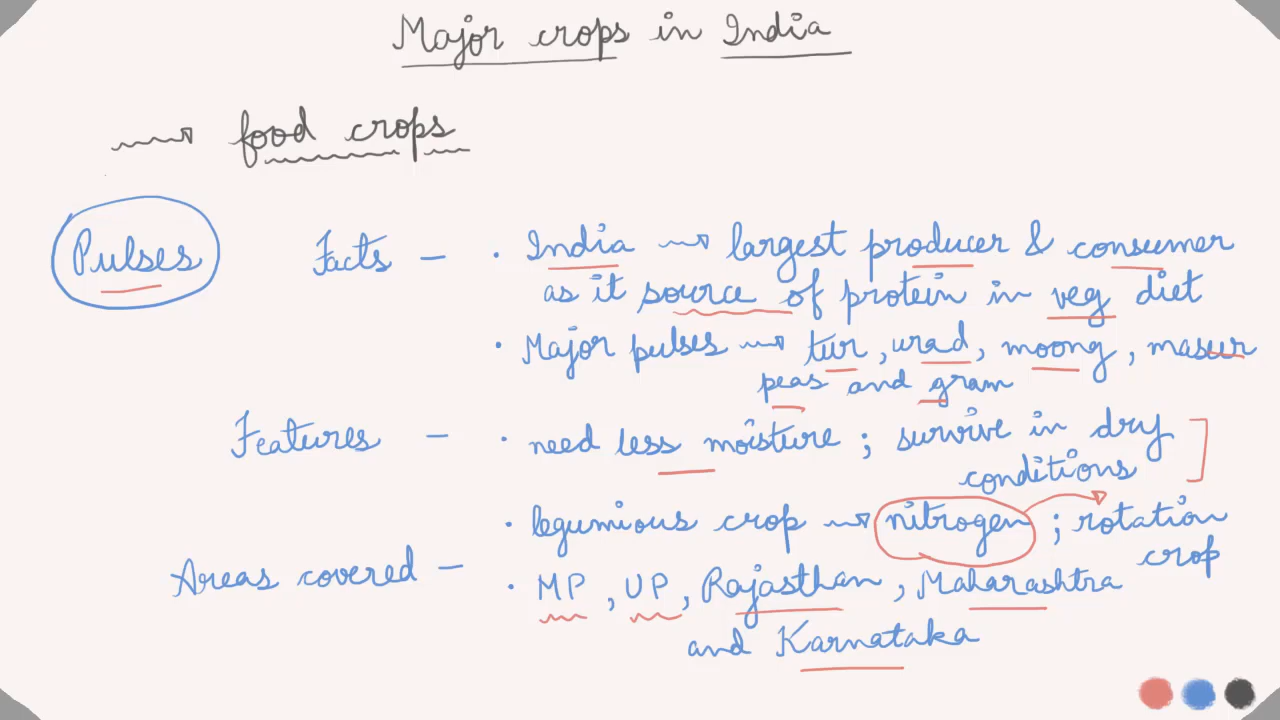 Major crops in India
food crops
Pulses Facts – · India → largest producer & consumer
as it source of protein in veg diet
· Major pulses → tur, urad, moong, masur
peas and gram
Features – · need less moisture ; survive in dry
conditions
· legumious crop → nitrogen ; rotation
crop
Areas covered – · MP, UP, Rajasthan, Maharashtra
and Karnataka